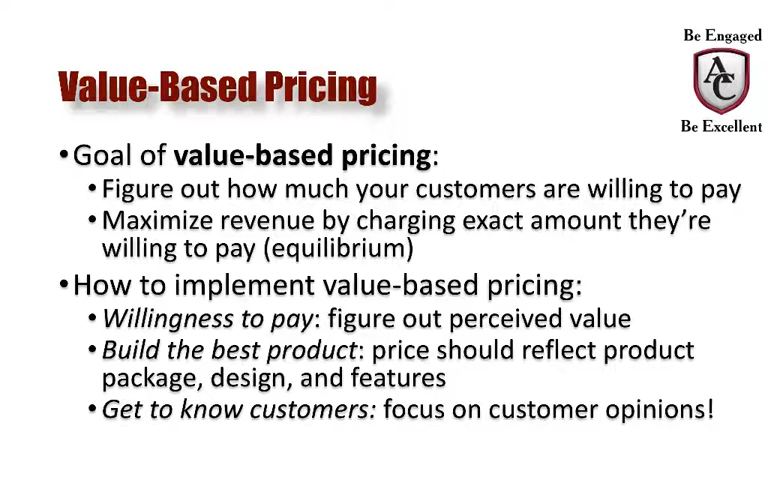 Be Engaged
AC
Be Excellent
Value-Based Pricing
•Goal of value-based pricing:
•Figure out how much your customers are willing to pay
•Maximize revenue by charging exact amount they're
willing to pay (equilibrium)
•How to implement value-based pricing:
•Willingness to pay: figure out perceived value
•Build the best product: price should reflect product
package, design, and features
•Get to know customers: focus on customer opinions!